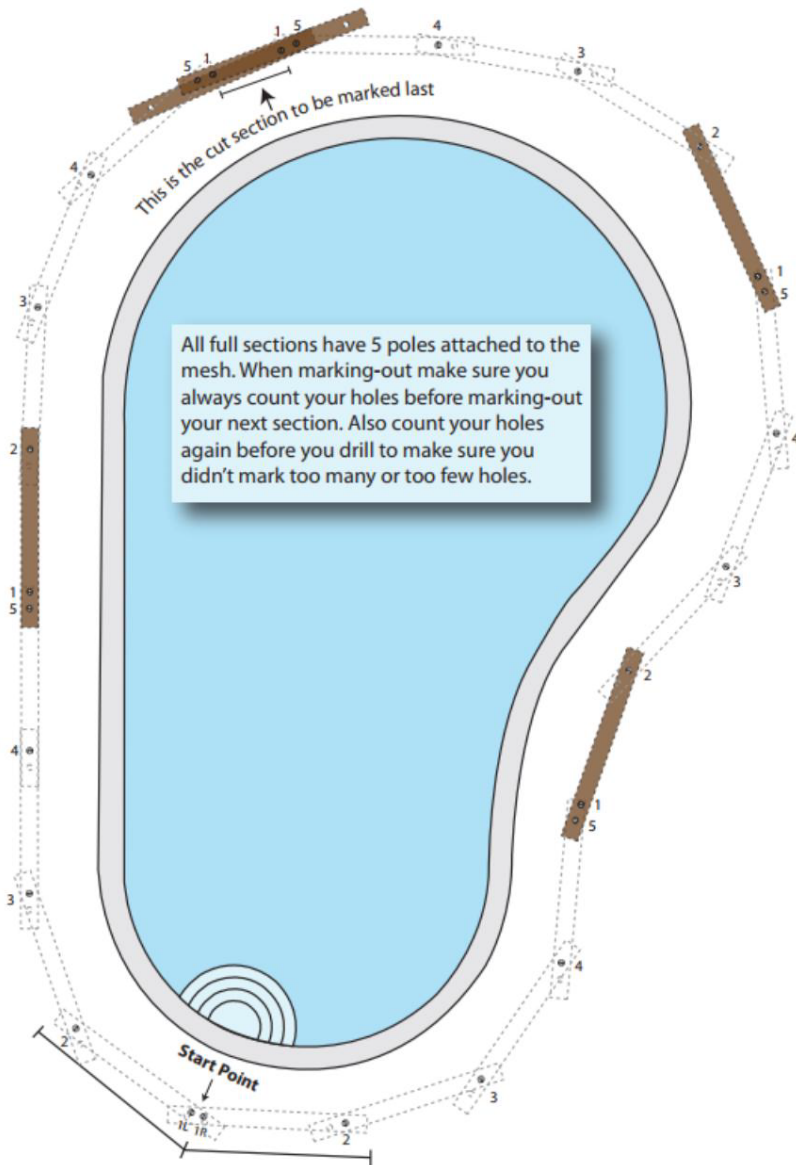 5
1
1
5
4
3
2
This is the cut section to be marked last
4
1
5
3
All full sections have 5 poles attached to the
mesh. When marking-out make sure you
always count your holes before marking-out
your next section. Also count your holes
again before you drill to make sure you
didn't mark too many or too few holes.
4
2
3
1
5
2
4
1
5
3
4
2
Start Point
3
1L 1R
2